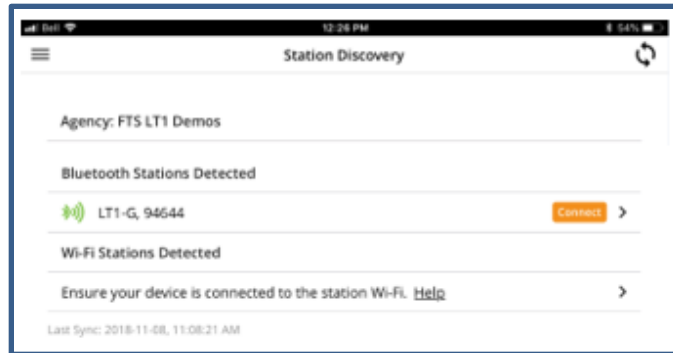 Bell 12:26 PM 54%
Station Discovery
Agency: FTS LT1 Demos
Bluetooth Stations Detected
LT1-G, 94644 Connect
Wi-Fi Stations Detected
Ensure your device is connected to the station Wi-Fi. Help
Last Sync: 2018-11-08, 11:08:21 AM